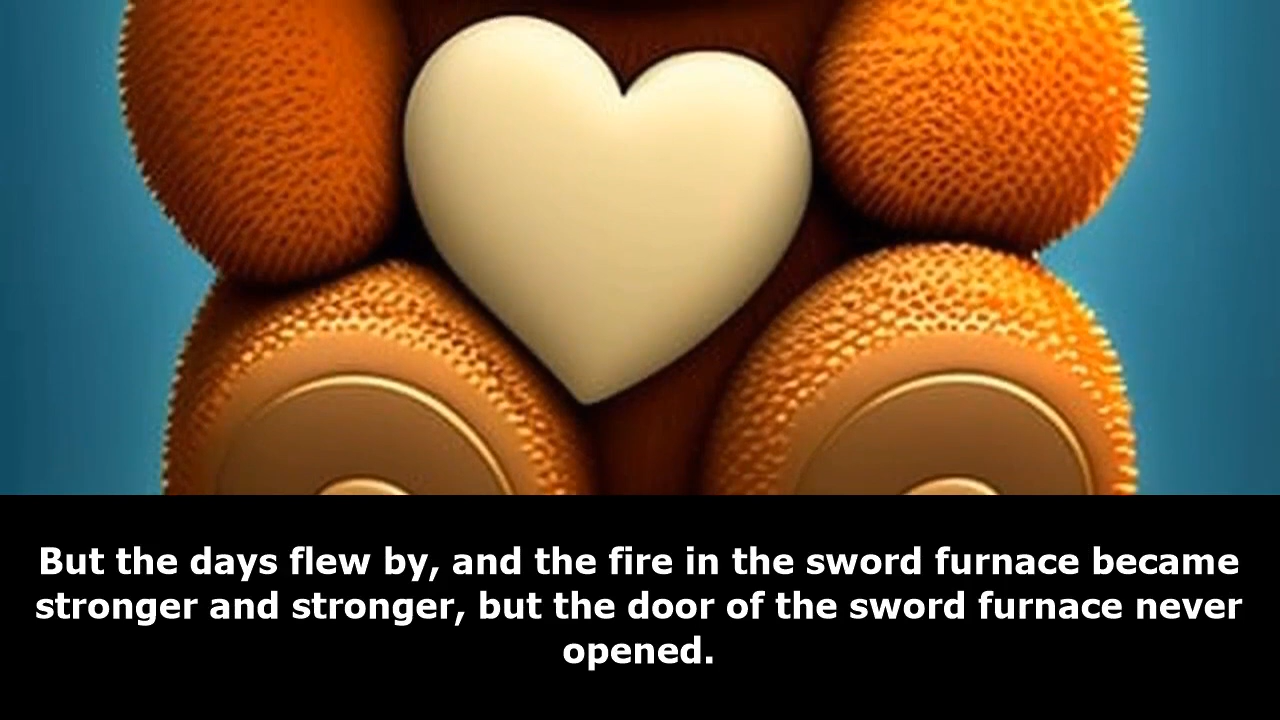 But the days flew by, and the fire in the sword furnace became
stronger and stronger, but the door of the sword furnace never
opened.